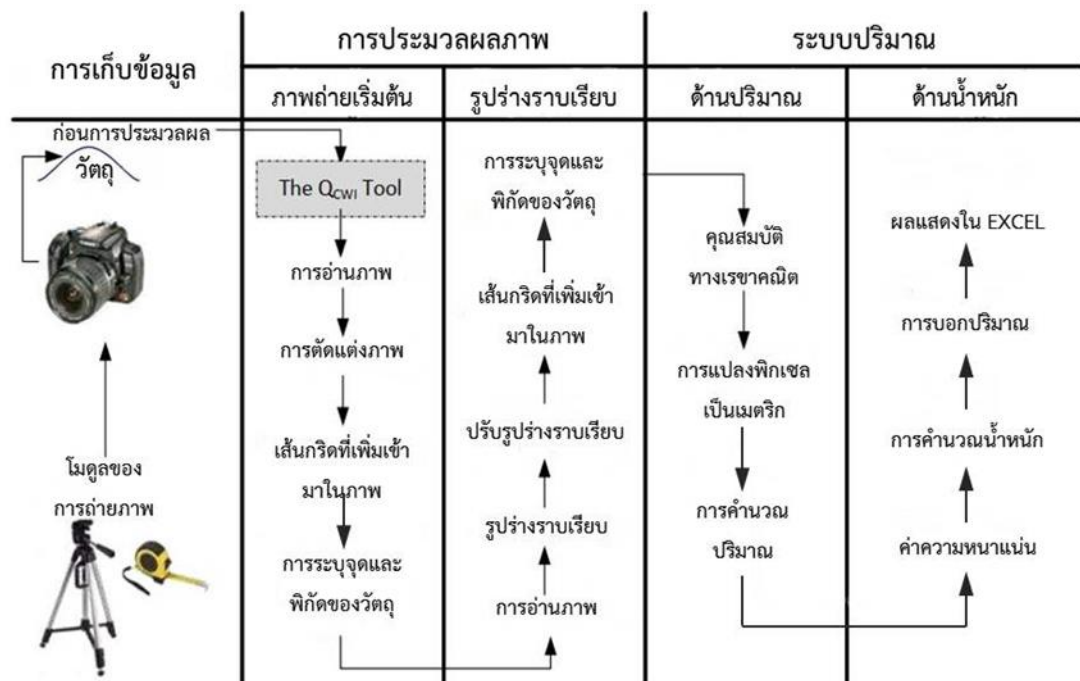 การเก็บข้อมูล
การประมวลผลภาพ
ระบบปริมาณ
ภาพถ่ายเริ่มต้น
รูปร่างราบเรียบ
ด้านปริมาณ
ด้านน้ำหนัก
ก่อนการประมวลผล
วัตถุ
โมดูลของ
การถ่ายภาพ
The QCWI Tool
การอ่านภาพ
การตัดแต่งภาพ
เส้นกริดที่เพิ่มเข้า
มาในภาพ
การระบุจุดและ
พิกัดของวัตถุ
การระบุจุดและ
พิกัดของวัตถุ
เส้นกริดที่เพิ่มเข้า
มาในภาพ
ปรับรูปร่างราบเรียบ
รูปร่างราบเรียบ
การอ่านภาพ
คุณสมบัติ
ทางเรขาคณิต
การแปลงพิกเซล
เป็นเมตริก
การคำนวณ
ปริมาณ
ผลแสดงใน EXCEL
การบอกปริมาณ
การคำนวณน้ำหนัก
ค่าความหนาแน่น